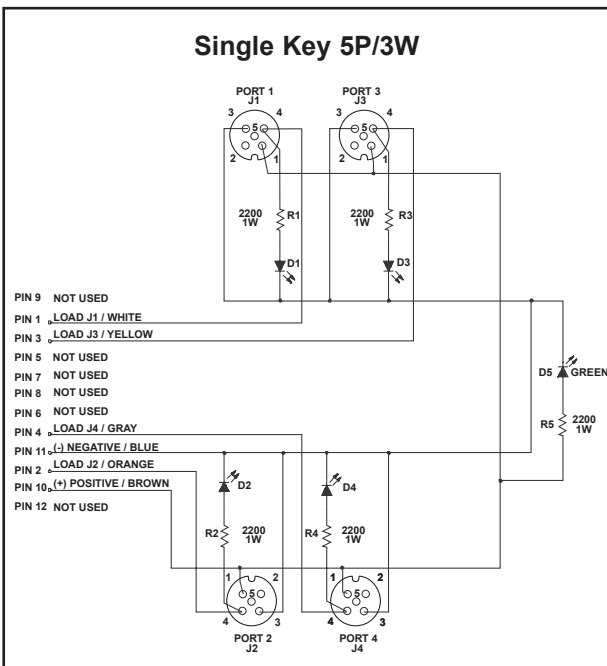 Single Key 5P/3W
PORT 1
J1
PORT 3
J3
3
4
5
2
1
3
4
5
2
1
2200
1W
R1
2200
1W
R3
D1
D3
PIN 9 NOT USED
PIN 1 LOAD J1 / WHITE
PIN 3 LOAD J3 / YELLOW
PIN 5 NOT USED
PIN 7 NOT USED
PIN 8 NOT USED
PIN 6 NOT USED
PIN 4 LOAD J4 / GRAY
PIN 11 (-) NEGATIVE / BLUE
PIN 2 LOAD J2 / ORANGE
PIN 10 (+) POSITIVE / BROWN
PIN 12 NOT USED
D5 GREEN
R5
2200
1W
D2
D4
R2
2200
1W
R4
2200
1W
1
2
5
4
3
1
2
5
4
3
PORT 2
J2
PORT 4
J4